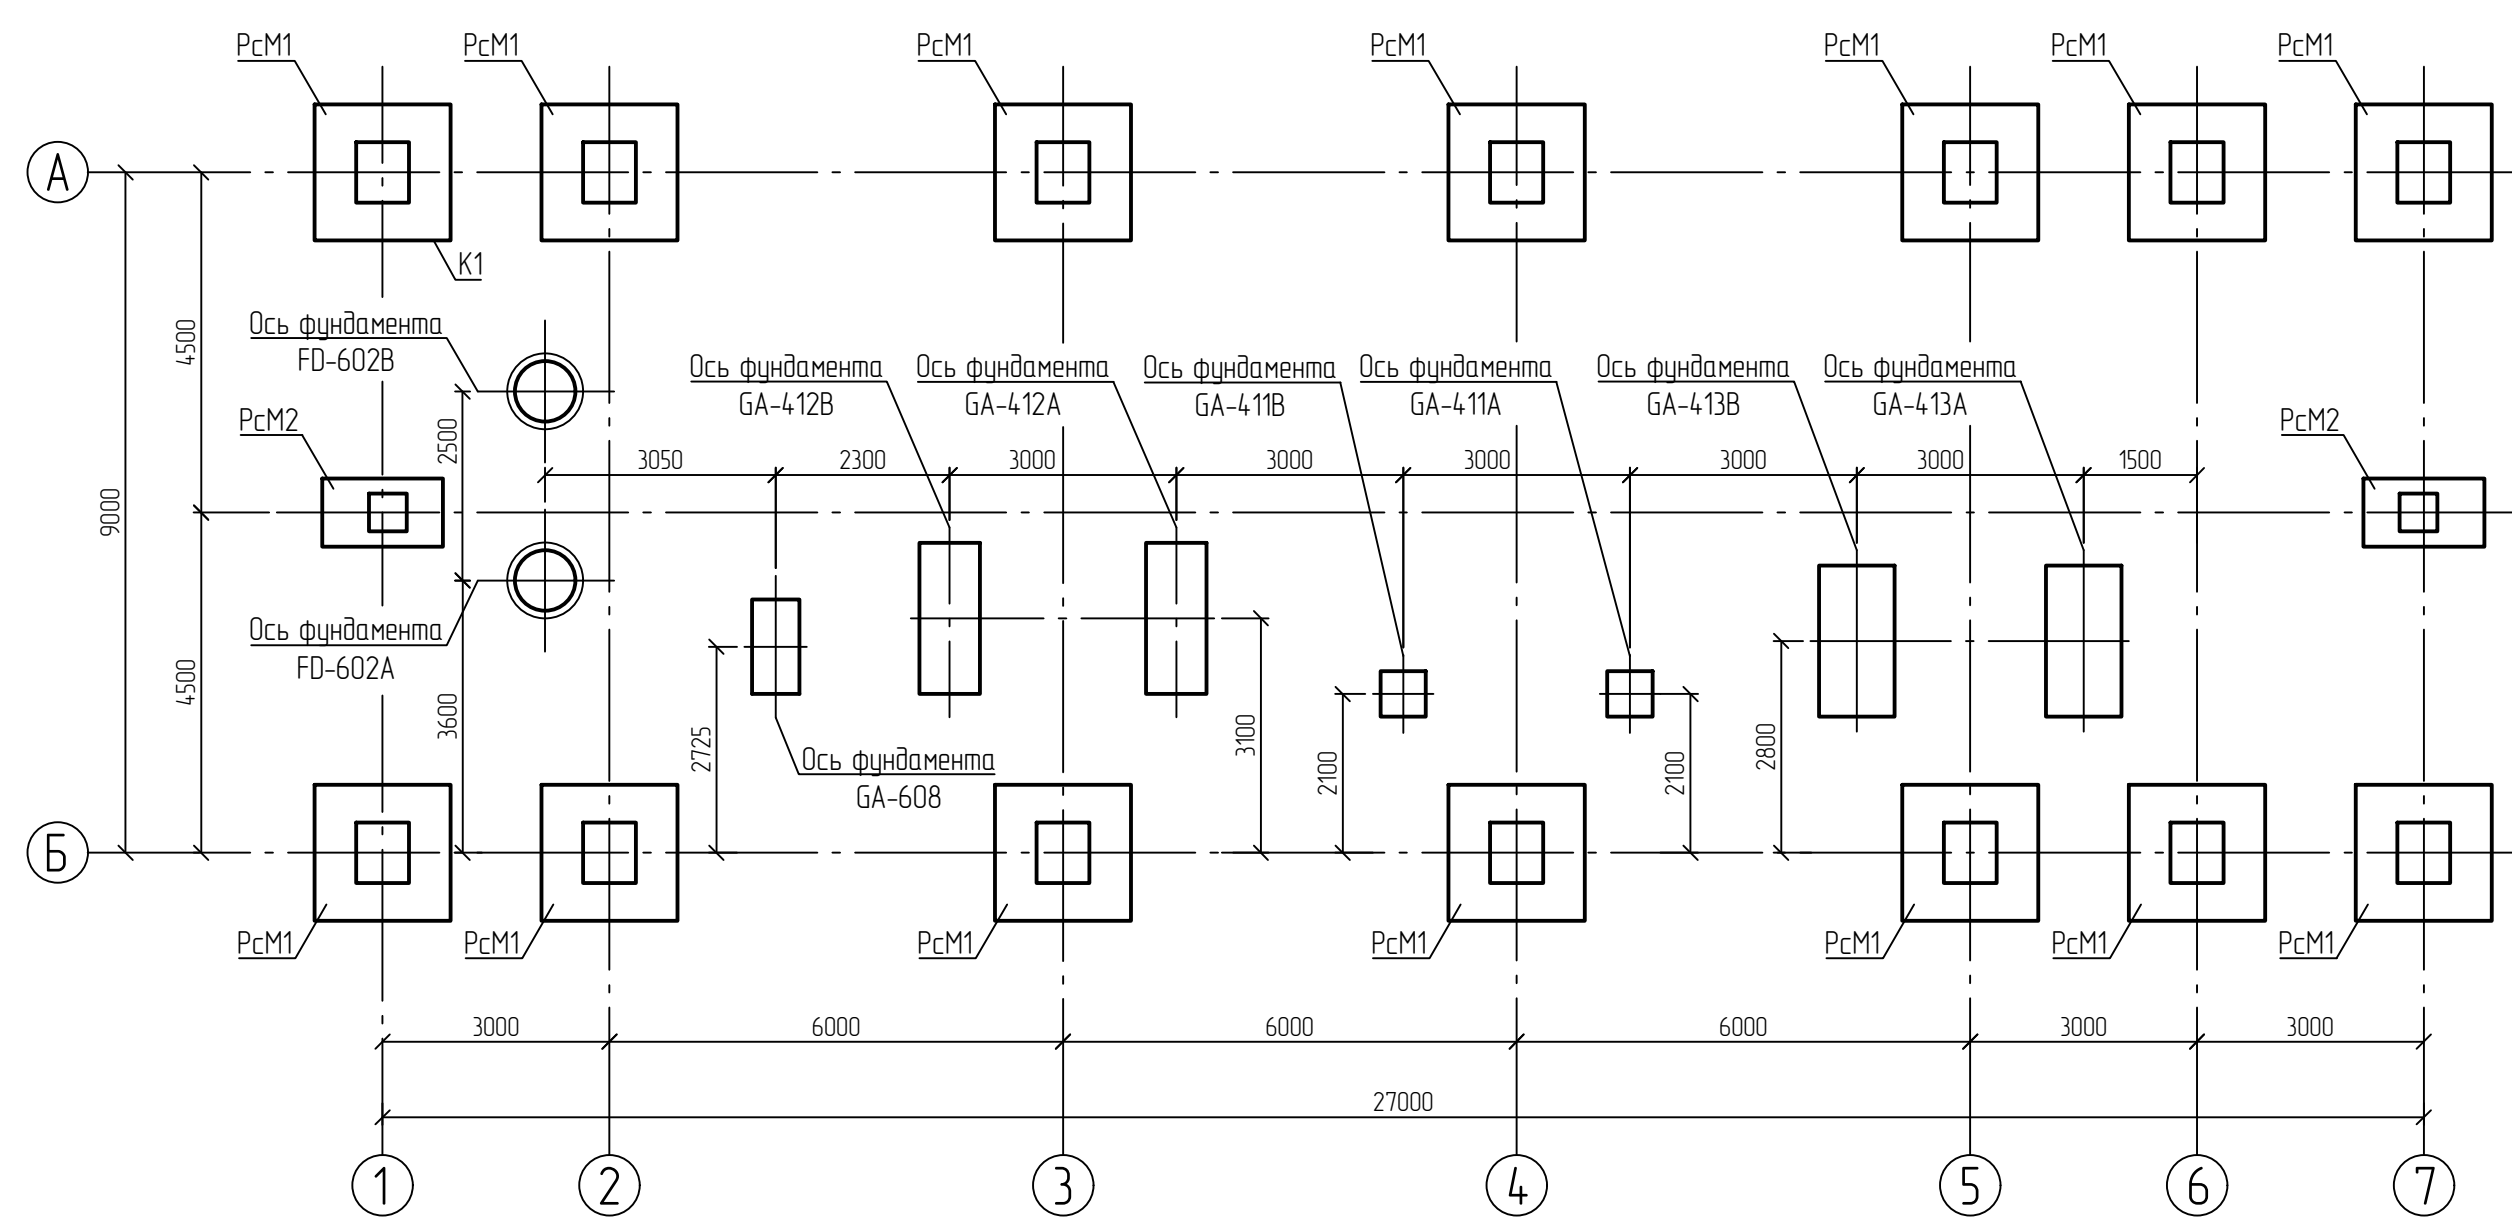 РсМ1 РсМ1 РсМ1 РсМ1 РсМ1 РсМ1 РсМ1
А
К1
Ось фундамента
FD-602B
4500
Ось фундамента
GA-412B
Ось фундамента
GA-412A
Ось фундамента
GA-411B
Ось фундамента
GA-411A
Ось фундамента
GA-413B
Ось фундамента
GA-413A
РсМ2
2500
3050 2300 3000 3000 3000 3000 3000 1500
РсМ2
9000
Ось фундамента
FD-602A
4500
3600
2725
Ось фундамента
GA-608
3100
2100
2100
2800
Б
РсМ1 РсМ1 РсМ1 РсМ1 РсМ1 РсМ1 РсМ1
3000 6000 6000 6000 3000 3000
27000
1 2 3 4 5 6 7